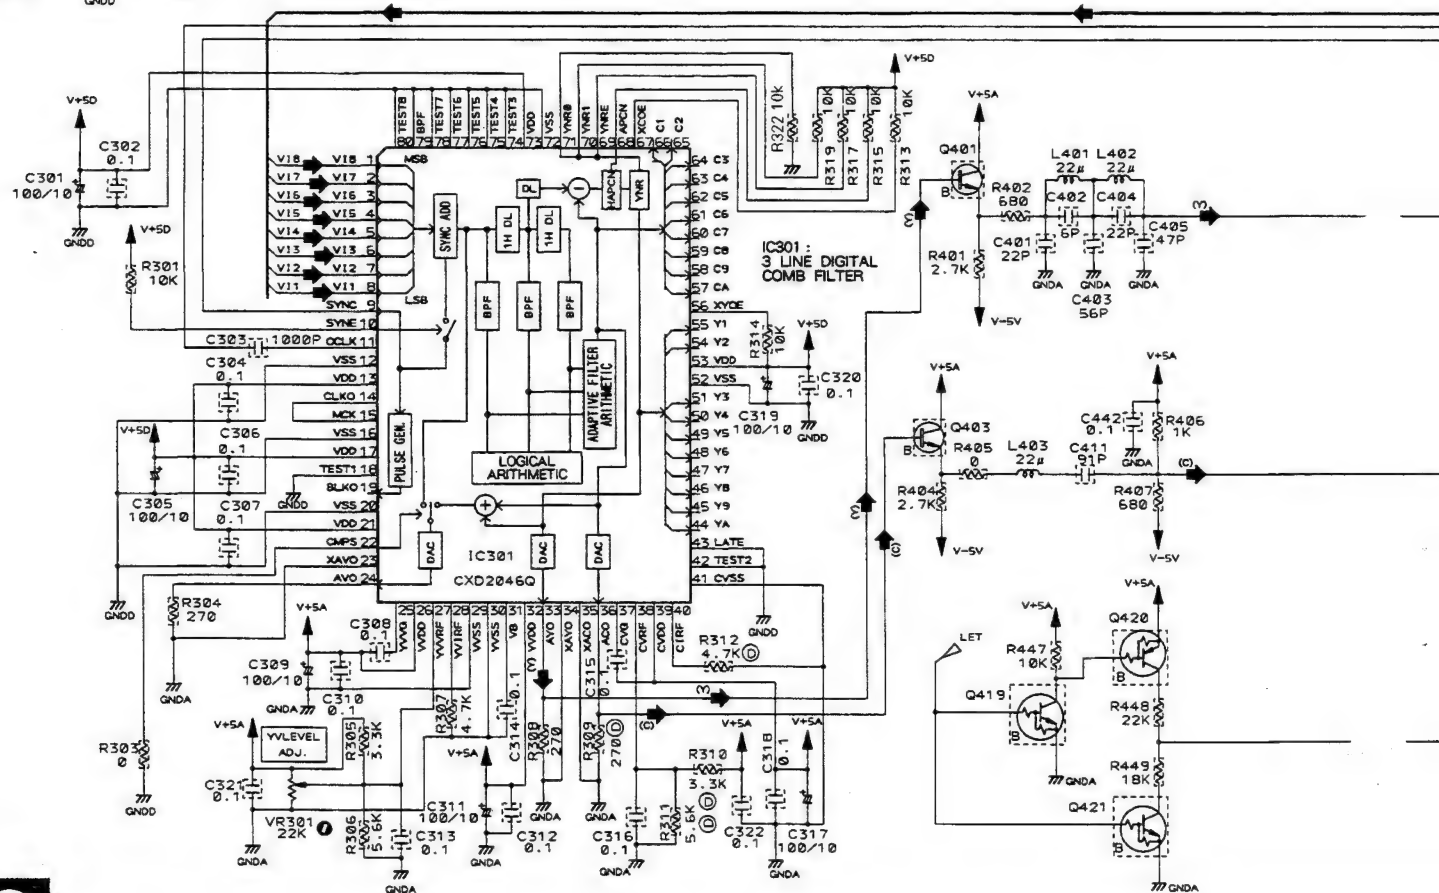 GNDD
V+5D
C302
0.1
C301
100/10
GNDD
V+5D
R301
10K
VI8
VI7
VI6
VI5
VI4
VI3
VI2
VI1
VI8 1
VI7 2
VI6 3
VI5 4
VI4 5
VI3 6
VI2 7
VI1 8
SYNC 9
SYNE 10
OCLK 11
VSS 12
VDD 13
CLKO 14
MCK 15
VSS 16
VDD 17
TEST1 18
BLKO 19
VSS 20
VDD 21
CMPS 22
XAVO 23
AVO 24
C303
1000P
C304
0.1
C306
0.1
V+5D
C305
100/10
C307
0.1
GNDD
GNDD
R304
270
GNDA
R303
0
GNDD
TEST8 80
BPF 79
TEST7 78
TEST6 77
TEST5 76
TEST4 75
TEST3 74
VDD 73
VSS 72
YNR0 71
YNR1 70
YNRE 69
APCN 68
XCOE 67
C1 66
C2 65
MSB
LSB
SYNC ADD
1H DL
1H DL
DL
HAPCN
YNR
BPF
BPF
BPF
ADAPTIVE FILTER
ARITHMETIC
LOGICAL
ARITHMETIC
PULSE GEN.
DAC
DAC
DAC
IC301
CXD2046Q
64 C3
63 C4
62 C5
61 C6
60 C7
59 C8
58 C9
57 CA
56 XYOE
55 Y1
54 Y2
53 VDD
52 VSS
51 Y3
50 Y4
49 Y5
48 Y6
47 Y7
46 Y8
45 Y9
44 YA
43 LATE
42 TEST2
41 CVSS
25 YVG
26 YVDD
27 YVRF
28 YVIRF
29 YVSS
30 YVSS
31 VB
32 VDD
33 AYO
34 XAYO
35 XACO
36 ACO
37 CVG
38 CVRF
39 CVDD
40 CIRF
R322 10K
R319 10K
R317 10K
R315 10K
R313 10K
V+5D
IC301 :
3 LINE DIGITAL
COMB FILTER
R314
10K
V+5D
C320
0.1
C319
100/10
GNDD
GNDD
V+5A
Q401
B
(Y)
R402
680
L401
22μ
L402
22μ
C402
6P
C404
22P
C405
47P
C401
22P
C403
56P
GNDA
GNDA
GNDA
R401
2.7K
V-5V
3
V+5A
Q403
B
R405
0
L403
22μ
C411
91P
C442
0.1
GNDA
V+5A
R406
1K
(C)
R404
2.7K
V-5V
R407
680
V-5V
(Y)
(C)
V+5A
C308
0.1
C309
100/10
C310
0.1
GNDA
V+5A
YVLEVEL
ADJ.
R305
3.3K
R307
4.7K
C321
0.1
VR301
22K
R306
5.6K
C313
0.1
GNDA
GNDA
V+5A
C314 0.1
C311
100/10
C312
0.1
GNDA
(Y)
R308
270
GNDA
C315
0.1
R309
270 D
GNDA
3
(C)
R312
4.7K D
R310
3.3K
D
R311
5.6K
D
C316
0.1
GNDA
V+5A
C322
0.1
C318
0.1
V+5A
C317
100/10
GNDA
LET
V+5A
R447
10K
Q419
B
GNDA
V+5A
Q420
B
R448
22K
R449
18K
Q421
B
GNDA